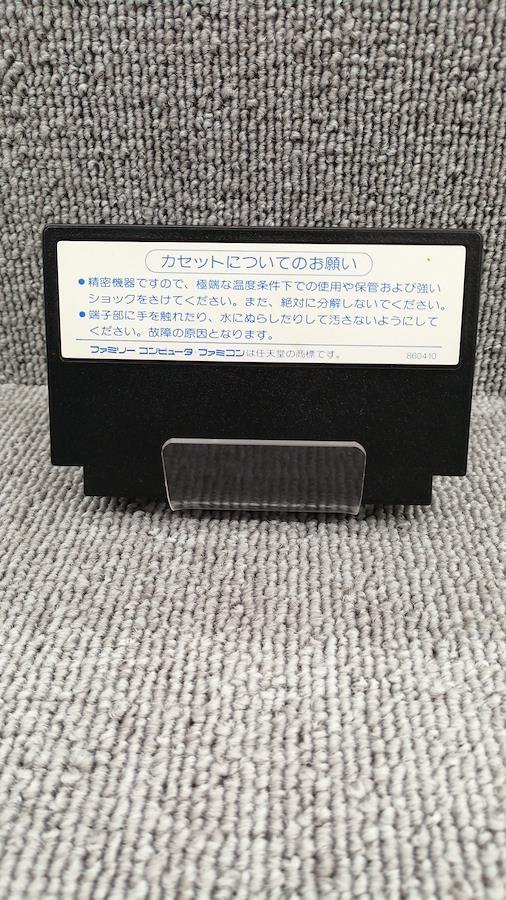 カセットについてのお願い
●精密機器ですので、極端な温度条件下での使用や保管および強い
ショックをさけてください。また、絶対に分解しないでください。
●端子部に手を触れたり、水にぬらしたりして汚さないようにして
ください。故障の原因となります。
ファミリー コンピュータ・ファミコンは任天堂の商標です。 860410